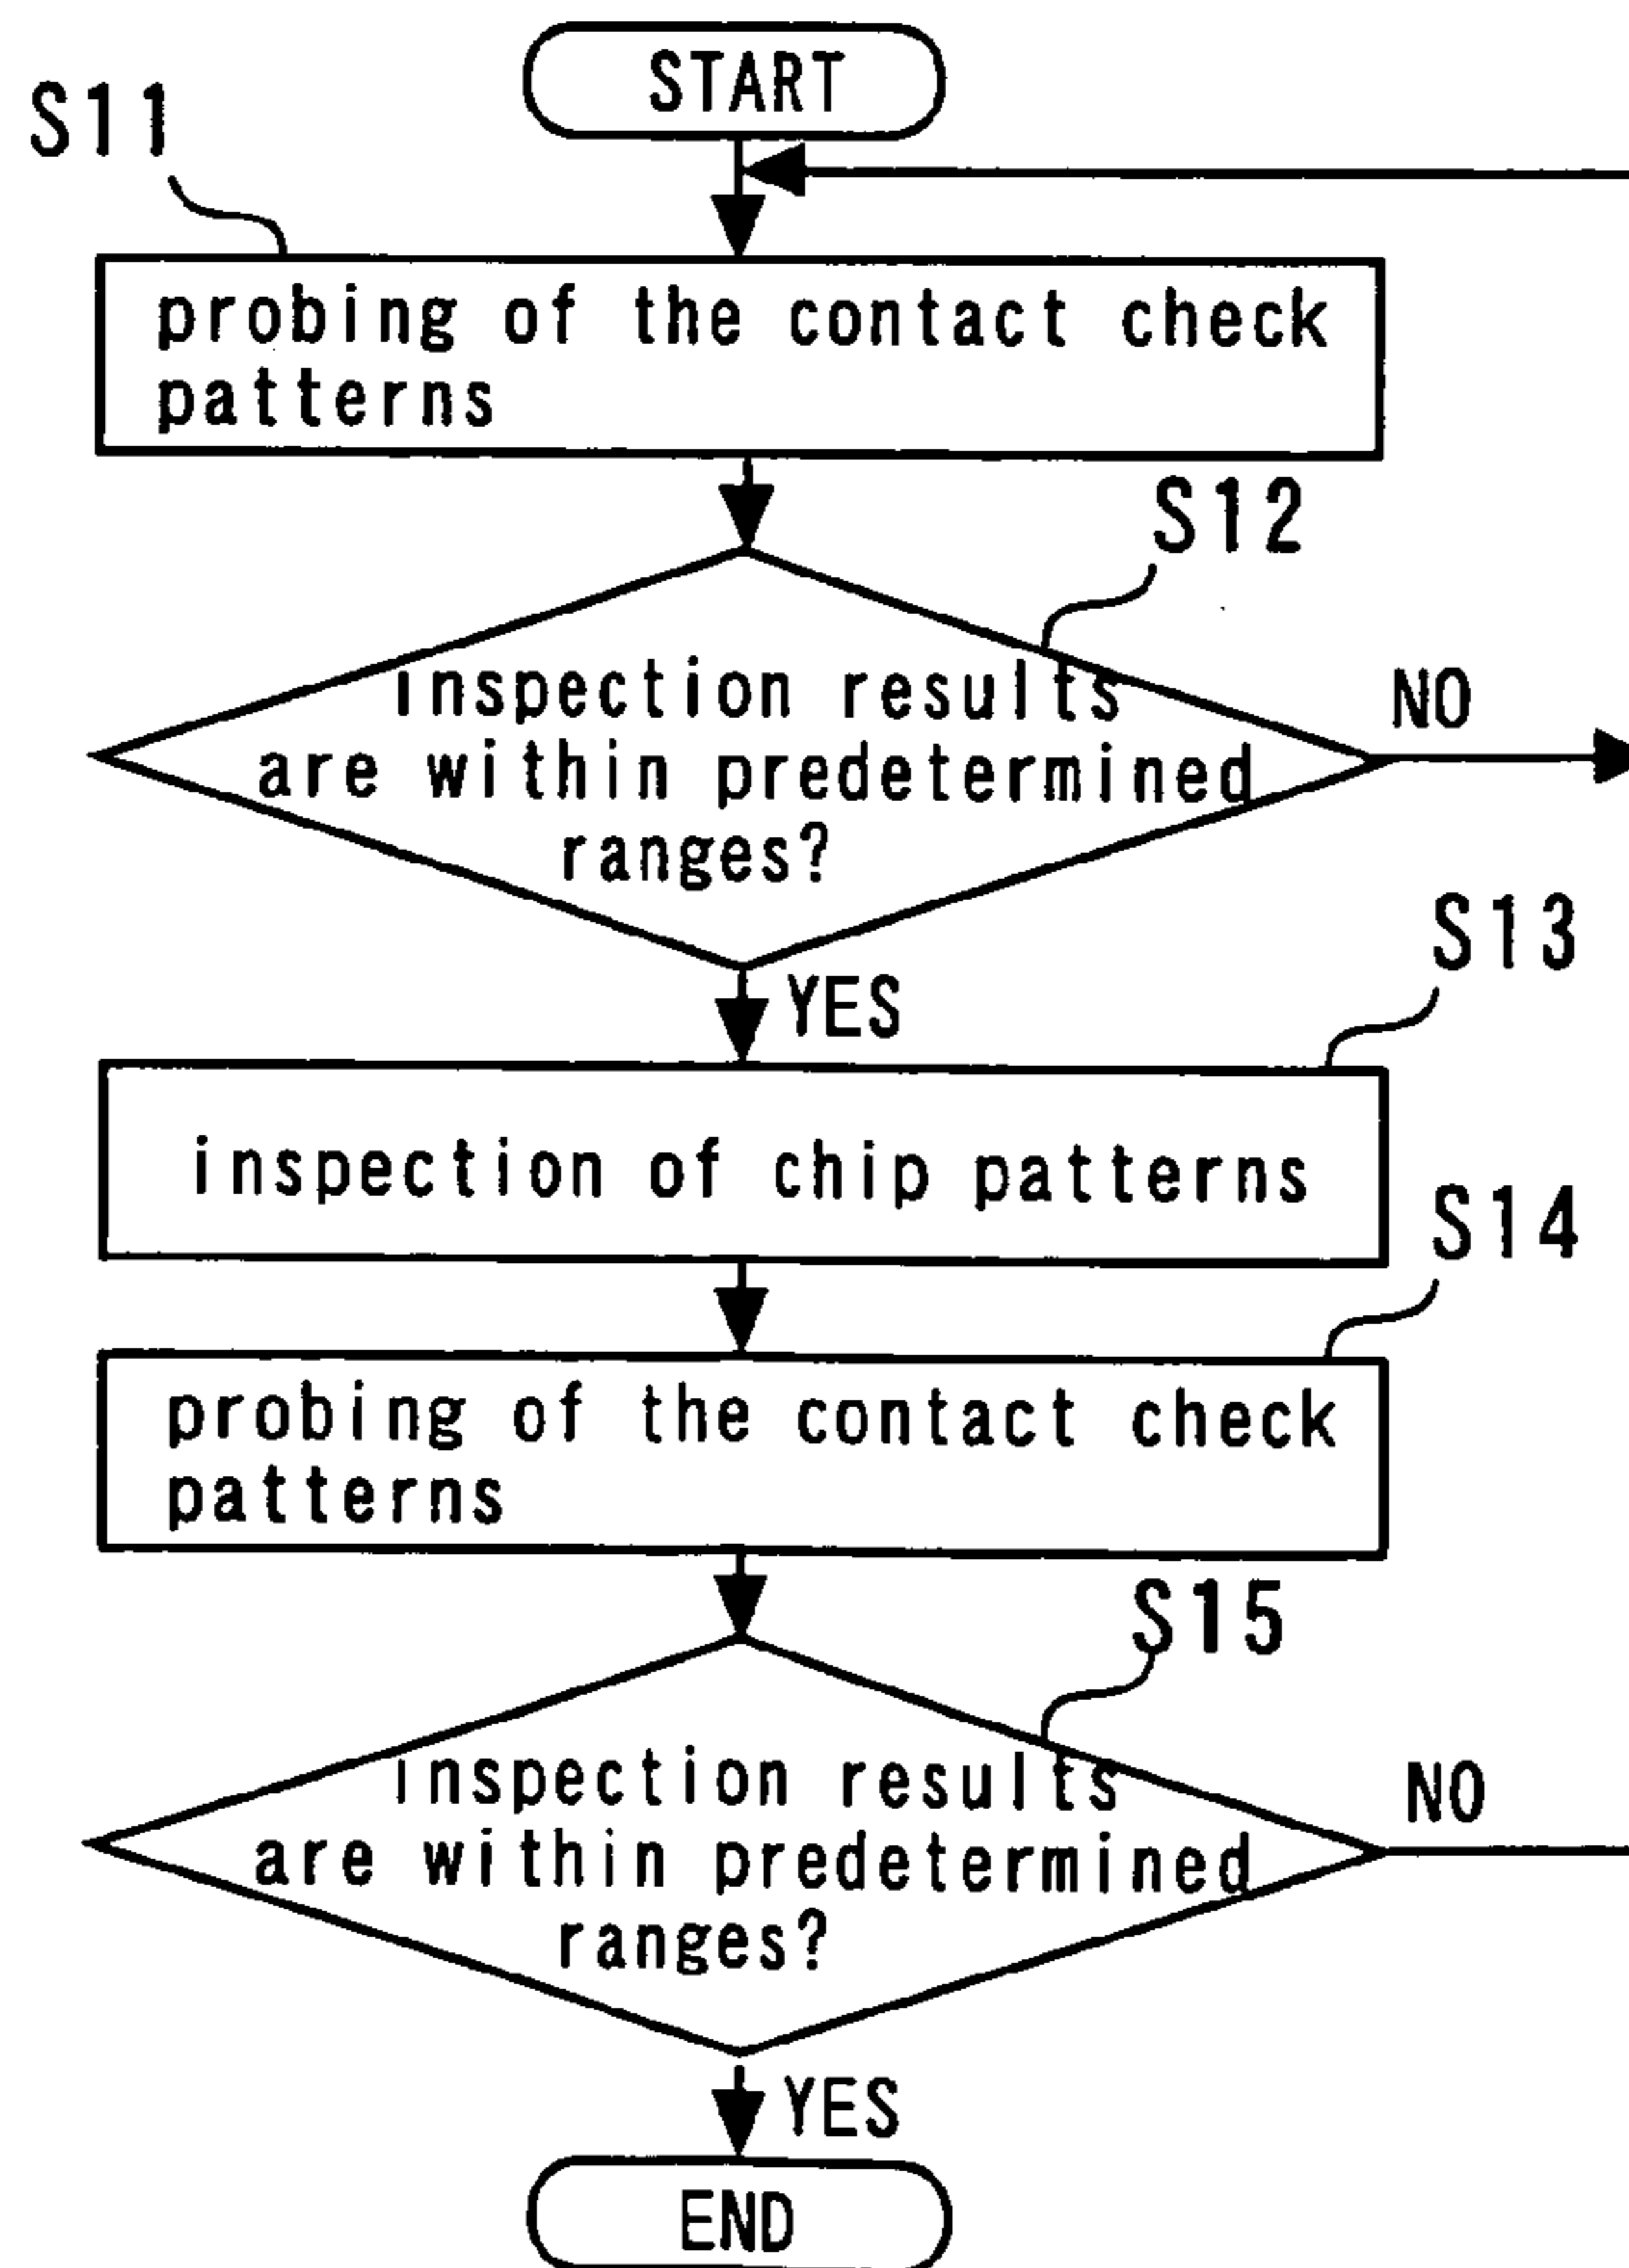 START
S11
probing of the contact check
patterns
S12
inspection results
are within predetermined
ranges?
NO
YES
S13
inspection of chip patterns
S14
probing of the contact check
patterns
S15
inspection results
are within predetermined
ranges?
NO
YES
END